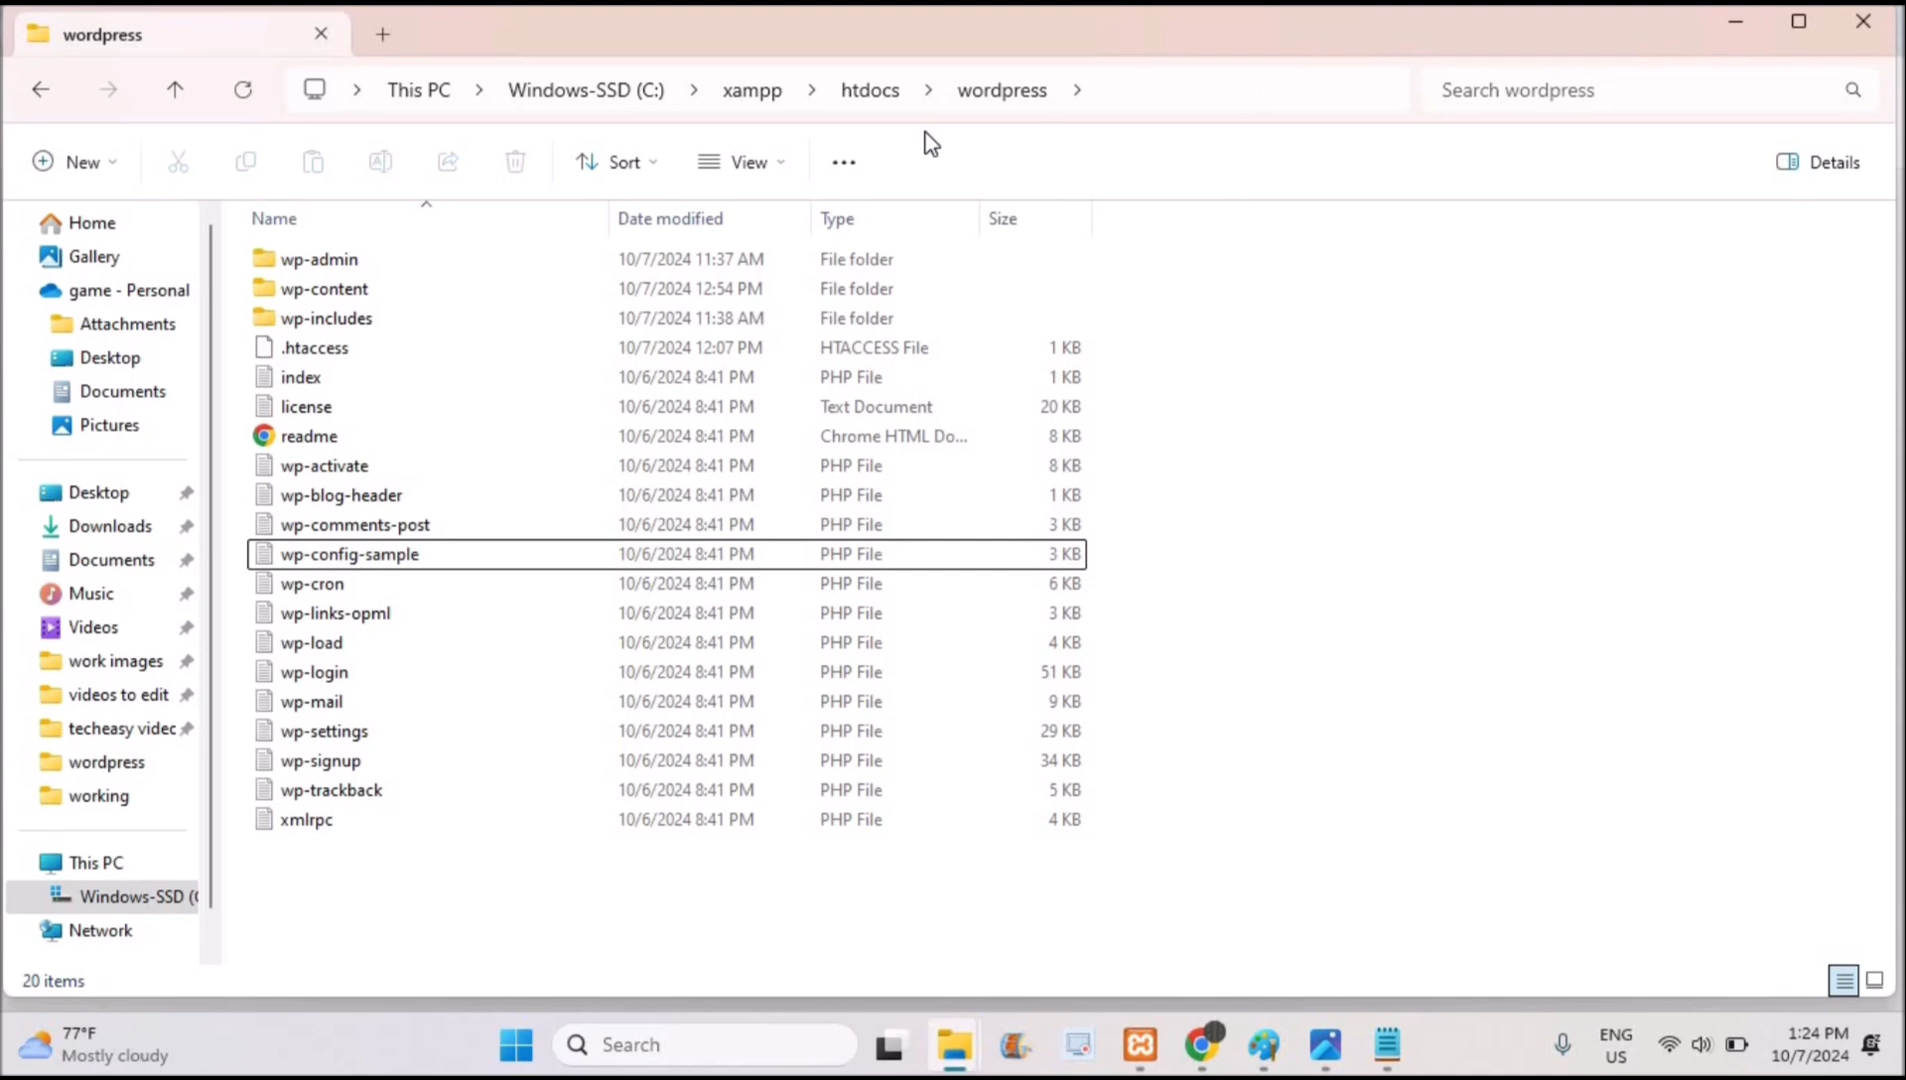 wordpress
This PC
Windows-SSD (C:)
xampp
htdocs
wordpress
Search wordpress
New
Sort
View
Details
Name
Date modified
Type
Size
Home
Gallery
game - Personal
Attachments
Desktop
Documents
Pictures
Desktop
Downloads
Documents
Music
Videos
work images
videos to edit
techeasy videc
wordpress
working
This PC
Windows-SSD (C
Network
wp-admin 10/7/2024 11:37 AM File folder
wp-content 10/7/2024 12:54 PM File folder
wp-includes 10/7/2024 11:38 AM File folder
.htaccess 10/7/2024 12:07 PM HTACCESS File 1 KB
index 10/6/2024 8:41 PM PHP File 1 KB
license 10/6/2024 8:41 PM Text Document 20 KB
readme 10/6/2024 8:41 PM Chrome HTML Do... 8 KB
wp-activate 10/6/2024 8:41 PM PHP File 8 KB
wp-blog-header 10/6/2024 8:41 PM PHP File 1 KB
wp-comments-post 10/6/2024 8:41 PM PHP File 3 KB
wp-config-sample 10/6/2024 8:41 PM PHP File 3 KB
wp-cron 10/6/2024 8:41 PM PHP File 6 KB
wp-links-opml 10/6/2024 8:41 PM PHP File 3 KB
wp-load 10/6/2024 8:41 PM PHP File 4 KB
wp-login 10/6/2024 8:41 PM PHP File 51 KB
wp-mail 10/6/2024 8:41 PM PHP File 9 KB
wp-settings 10/6/2024 8:41 PM PHP File 29 KB
wp-signup 10/6/2024 8:41 PM PHP File 34 KB
wp-trackback 10/6/2024 8:41 PM PHP File 5 KB
xmlrpc 10/6/2024 8:41 PM PHP File 4 KB
20 items
77°F
Mostly cloudy
Search
ENG
US
1:24 PM
10/7/2024